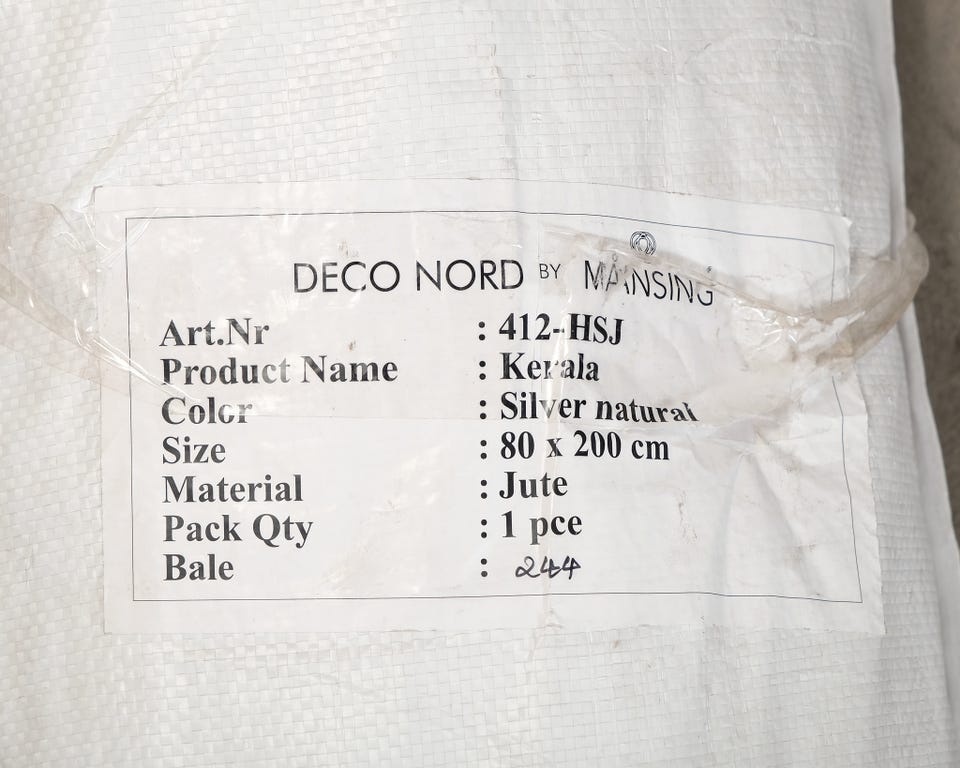 DECO NORD BY MÅNSING
Art.Nr : 412-HSJ
Product Name : Kerala
Color : Silver natural
Size : 80 x 200 cm
Material : Jute
Pack Qty : 1 pce
Bale : 244